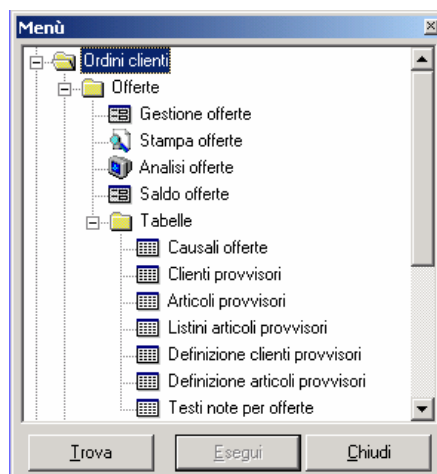 Menù
Ordini clienti
Offerte
Gestione offerte
Stampa offerte
Analisi offerte
Saldo offerte
Tabelle
Causali offerte
Clienti provvisori
Articoli provvisori
Listini articoli provvisori
Definizione clienti provvisori
Definizione articoli provvisori
Testi note per offerte
Trova
Esegui
Chiudi